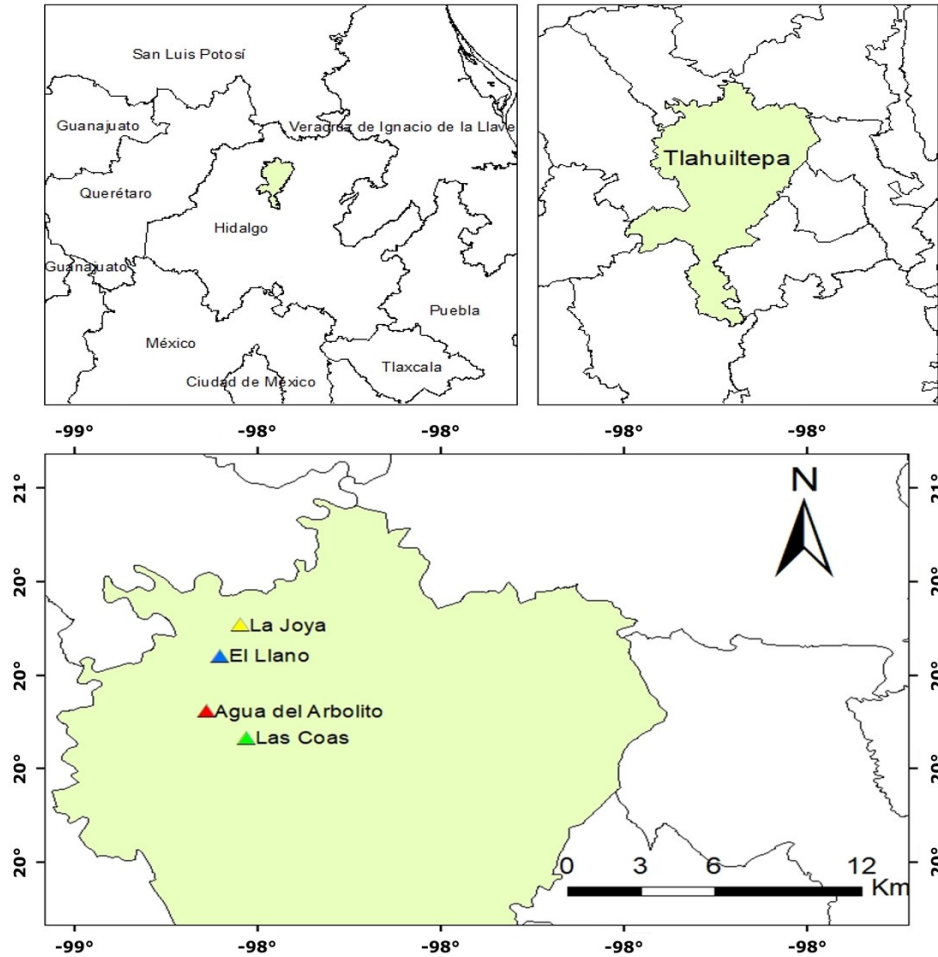 San Luis Potosí
Guanajuato
Veracruz de Ignacio de la Llave
Querétaro
Hidalgo
Guanajuato
Puebla
México
Tlaxcala
Ciudad de México
Tlahuiltepa
-99° -98° -98° -98° -98°
21° 21°
N
20° 20°
La Joya
El Llano
20° 20°
Agua del Arbolito
Las Coas
20° 20°
20° 20°
0 3 6 12
Km
-99° -98° -98° -98° -98°